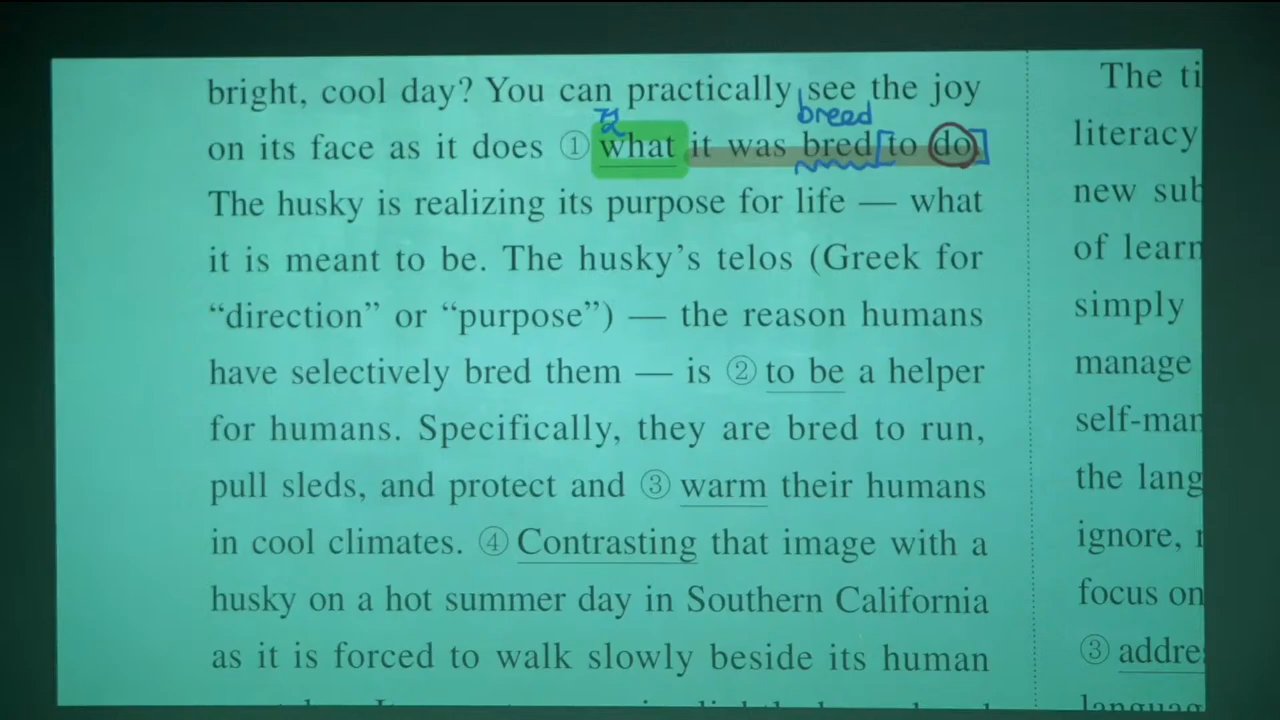 bright, cool day? You can practically see the joy
breed
on its face as it does ① what it was bred [to do]
The husky is realizing its purpose for life — what
it is meant to be. The husky’s telos (Greek for
“direction” or “purpose”) — the reason humans
have selectively bred them — is ② to be a helper
for humans. Specifically, they are bred to run,
pull sleds, and protect and ③ warm their humans
in cool climates. ④ Contrasting that image with a
husky on a hot summer day in Southern California
as it is forced to walk slowly beside its human
The ti
literacy
new sub
of learn
simply
manage
self-man
the lang
ignore,
focus on
③ addre
languag